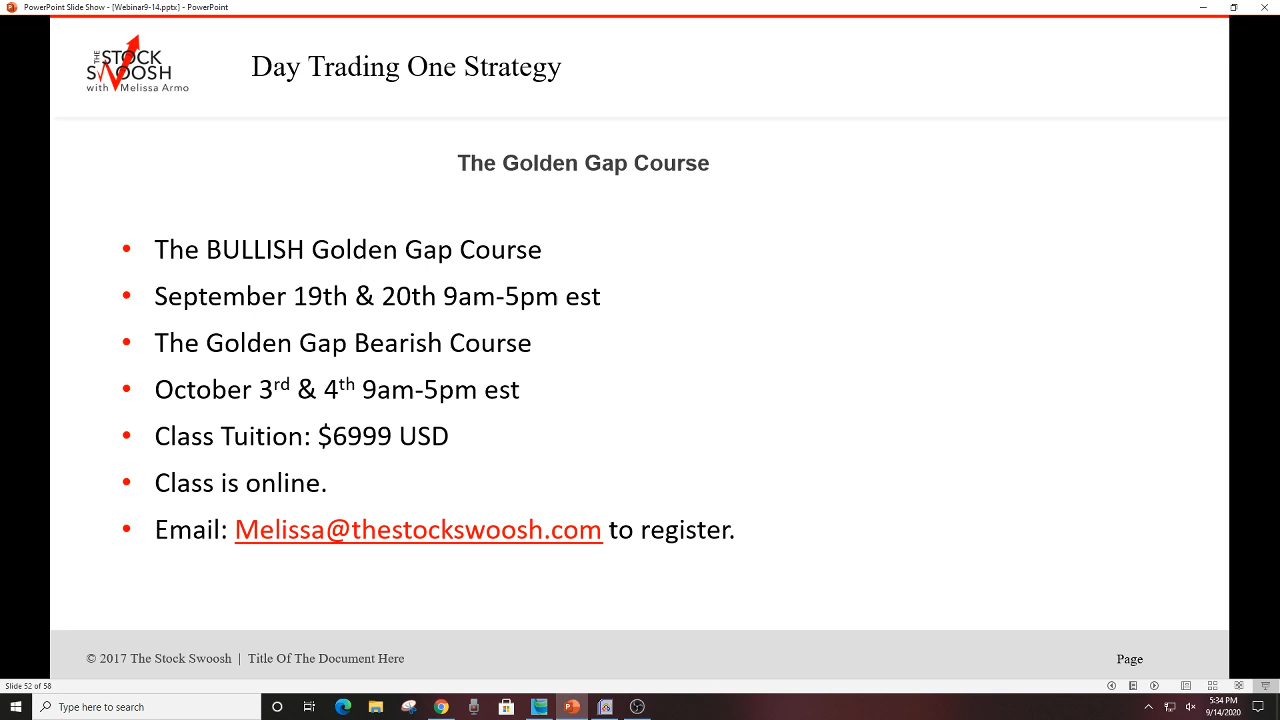 PowerPoint Slide Show - [Webinar9-14.pptx] - PowerPoint
THE
STOCK
SWOOSH
with Melissa Armo
Day Trading One Strategy
The Golden Gap Course
• The BULLISH Golden Gap Course
• September 19th & 20th 9am-5pm est
• The Golden Gap Bearish Course
• October 3rd & 4th 9am-5pm est
• Class Tuition: $6999 USD
• Class is online.
• Email: Melissa@thestockswoosh.com to register.
© 2017 The Stock Swoosh | Title Of The Document Here
Page
Slide 52 of 58
Type here to search
5:34 PM
9/14/2020